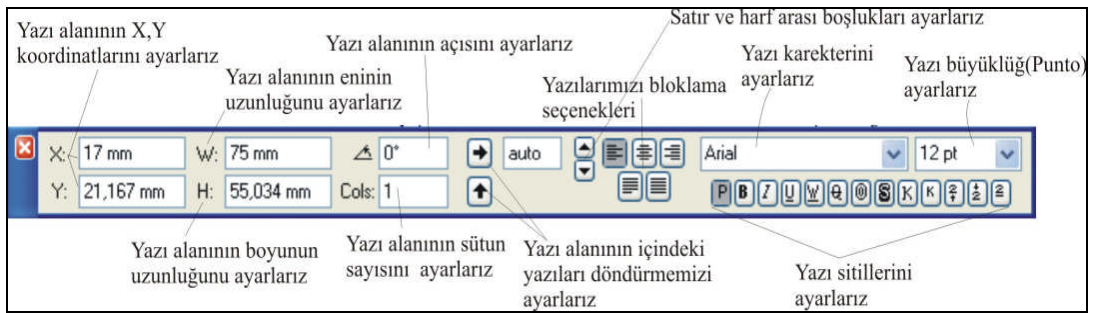 Satır ve harf arası boşlukları ayarlarız
Yazı alanının X,Y
koordinatlarını ayarlarız
Yazı alanının açısını ayarlarız
Yazı karekterini
ayarlarız
Yazı büyüklüğ(Punto)
ayarlarız
Yazı alanının eninin
uzunluğunu ayarlarız
Yazılarımızı bloklama
seçenekleri
X: 17 mm W: 75 mm 0° auto Arial 12 pt
Y: 21,167 mm H: 55,034 mm Cols: 1 P B I U W Q O S K K 2 2 2
Yazı alanının boyunun
uzunluğunu ayarlarız
Yazı alanının sütun
sayısını ayarlarız
Yazı alanının içindeki
yazıları döndürmemizi
ayarlarız
Yazı sitillerini
ayarlarız